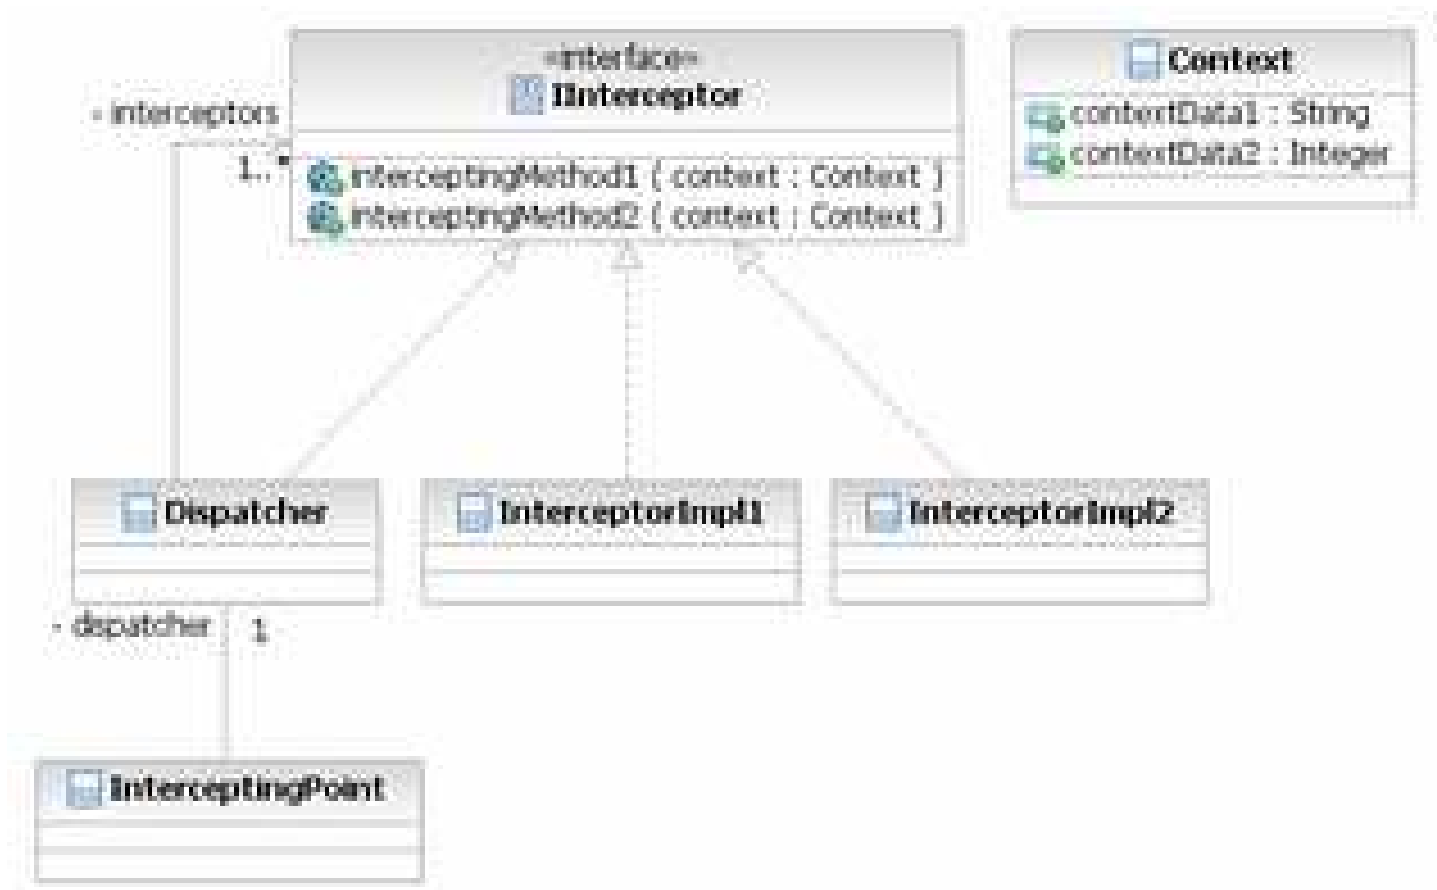 «interface»
IInterceptor
- interceptors
1..*
interceptingMethod1 ( context : Context )
interceptingMethod2 ( context : Context )
Context
contextData1 : String
contextData2 : Integer
Dispatcher
InterceptorImpl1
InterceptorImpl2
- dispatcher 1
InterceptingPoint